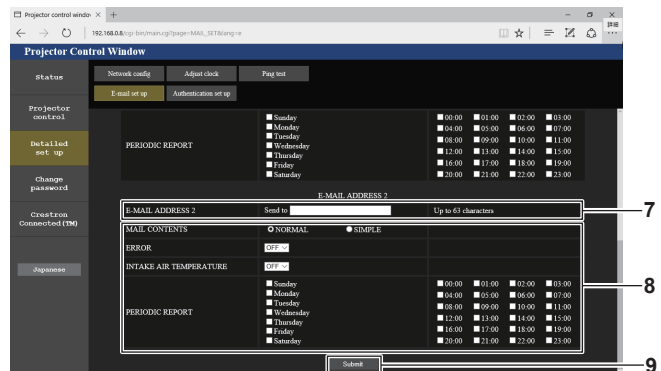 Projector control window × +
詳細
192.168.0.8/cgi-bin/main.cgi?page=MAIL_SET&lang=e
Projector Control Window
Status
Network config Adjust clock Ping test
E-mail set up Authentication set up
Projector control
Detailed set up
Change password
Crestron Connected(TM)
Japanese
PERIODIC REPORT
Sunday 00:00 01:00 02:00 03:00
Monday 04:00 05:00 06:00 07:00
Tuesday 08:00 09:00 10:00 11:00
Wednesday 12:00 13:00 14:00 15:00
Thursday 16:00 17:00 18:00 19:00
Friday 20:00 21:00 22:00 23:00
Saturday
E-MAIL ADDRESS 2
E-MAIL ADDRESS 2 Send to Up to 63 characters 7
MAIL CONTENTS NORMAL SIMPLE
ERROR OFF
INTAKE AIR TEMPERATURE OFF
8
PERIODIC REPORT
Sunday 00:00 01:00 02:00 03:00
Monday 04:00 05:00 06:00 07:00
Tuesday 08:00 09:00 10:00 11:00
Wednesday 12:00 13:00 14:00 15:00
Thursday 16:00 17:00 18:00 19:00
Friday 20:00 21:00 22:00 23:00
Saturday
Submit 9